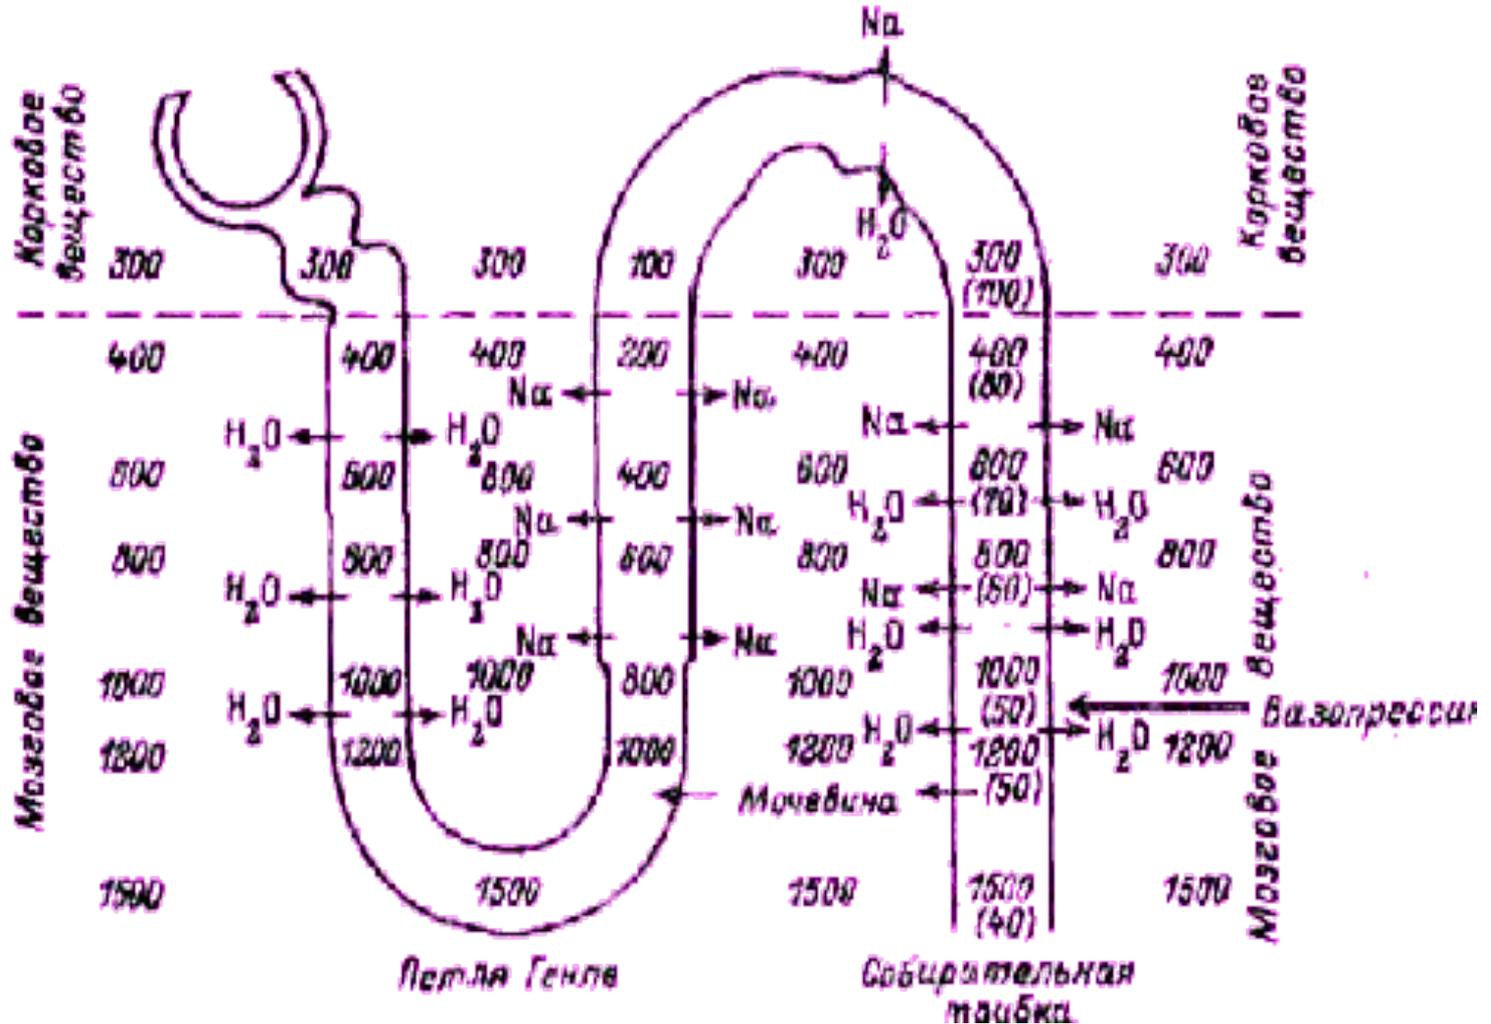 Na
Корковое
вещество
Корковое
вещество
H2O
300 300 300 100 300 300 300
(100)
400 400 400 200 400 400 400
(80)
Na Na Na Na
H2O H2O
600 600 600 400 600 600 600
H2O (70) H2O
Na Na
800 800 800 600 800 800 800
Na (60) Na
H2O H2O
H2O H2O
Na Na
1000 1000 1000 800 1000 1000 1000
(50) Вазопресси
H2O H2O
H2O H2O
1200 1200 1000 1200 1200 1200
Мочевина (50)
1500 1500 1500 1500 1500
(40)
Мозговое вещество
Мозговое вещество
Петля Генле
Собирательная
трубка